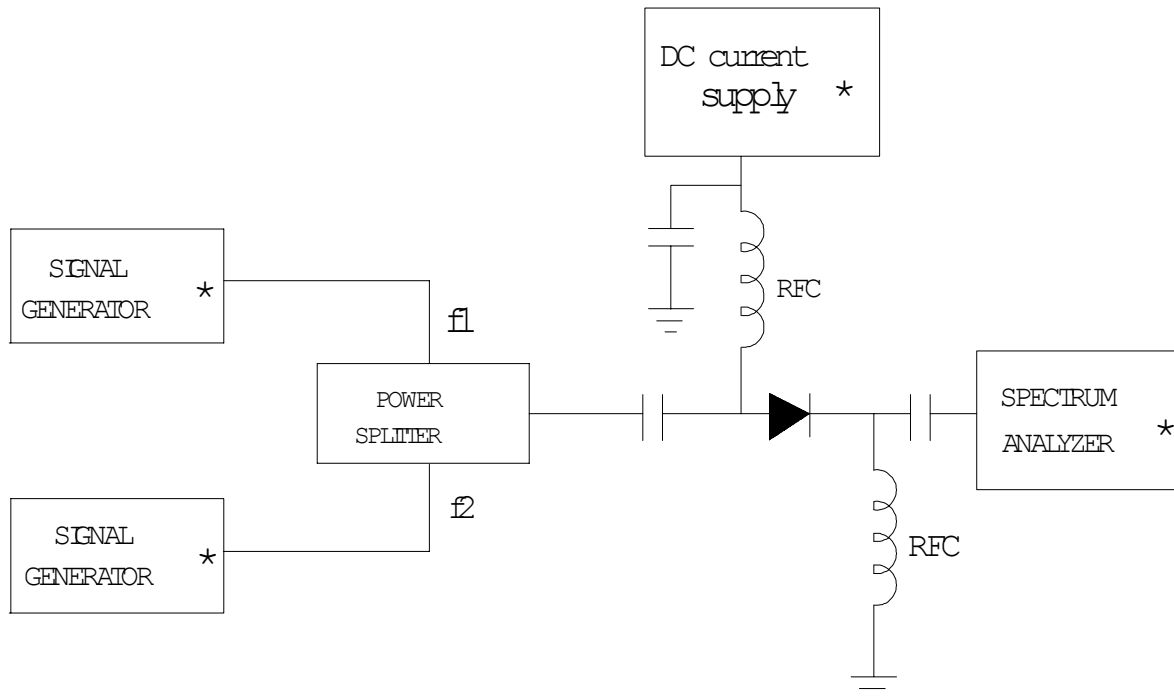 DC current
supply *
SIGNAL
GENERATOR *
f1
RFC
POWER
SPLITTER
SPECTRUM
ANALYZER *
f2
SIGNAL
GENERATOR *
RFC